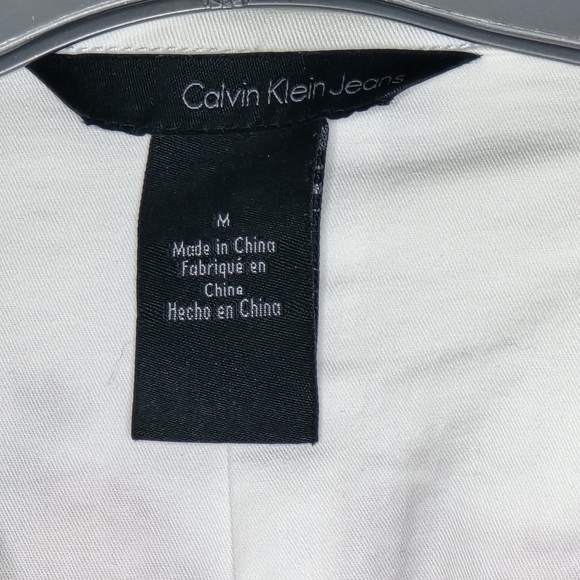 Calvin Klein Jeans
M
Made in China
Fabriqué en
Chine
Hecho en China